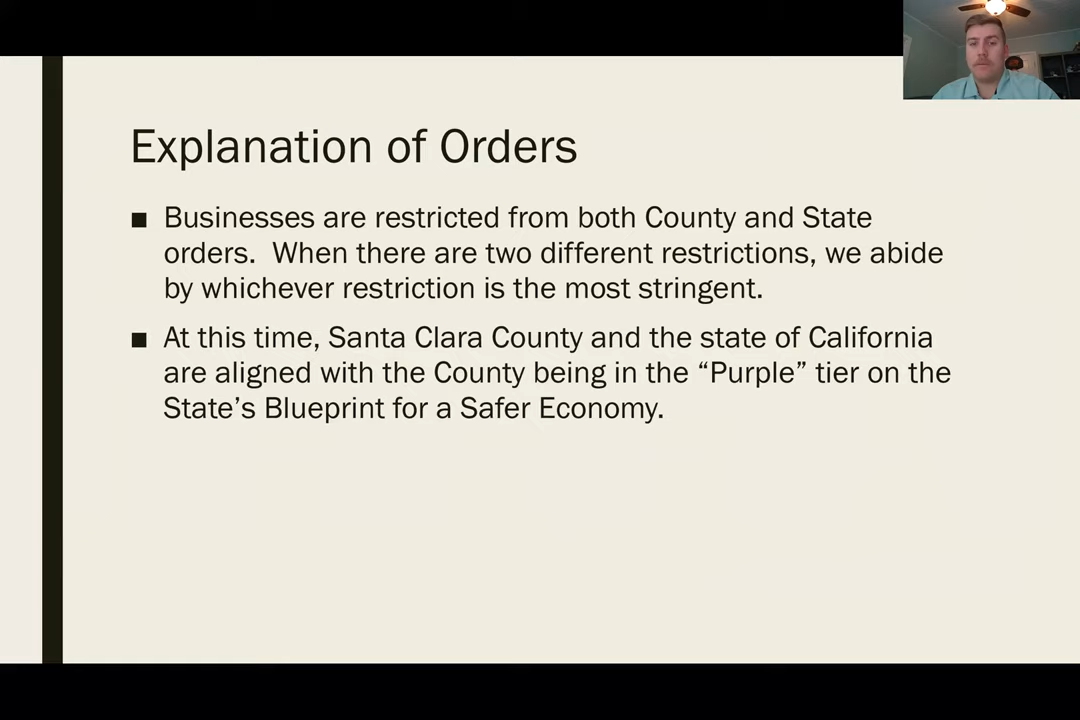 Explanation of Orders
■ Businesses are restricted from both County and State
orders.  When there are two different restrictions, we abide
by whichever restriction is the most stringent.
■ At this time, Santa Clara County and the state of California
are aligned with the County being in the “Purple” tier on the
State’s Blueprint for a Safer Economy.